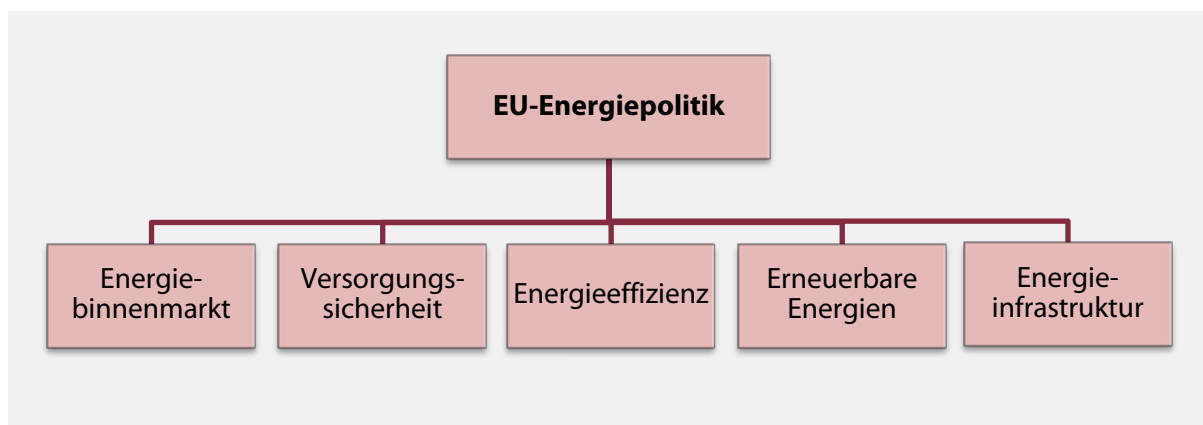 EU-Energiepolitik
Energie-
binnenmarkt
Versorgungs-
sicherheit
Energieeffizienz
Erneuerbare
Energien
Energie-
infrastruktur